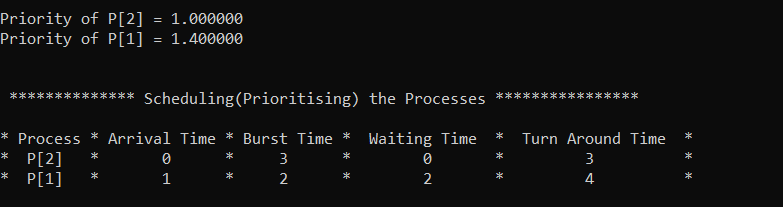 Priority of P[2] = 1.000000
Priority of P[1] = 1.400000
************** Scheduling(Prioritising) the Processes ****************
* Process * Arrival Time * Burst Time * Waiting Time * Turn Around Time *
* P[2] * 0 * 3 * 0 * 3 *
* P[1] * 1 * 2 * 2 * 4 *